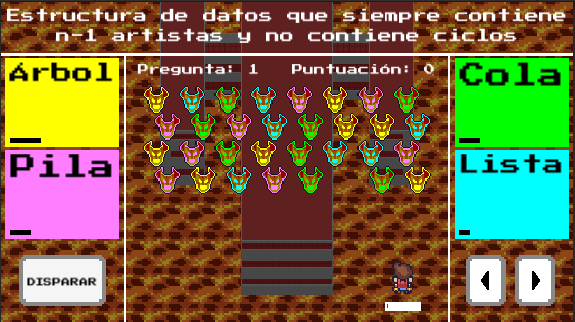 Estructura de datos que siempre contiene
n-1 artistas y no contiene ciclos
Pregunta: 1 Puntuación: 0
Árbol
Cola
Pila
Lista
DISPARAR